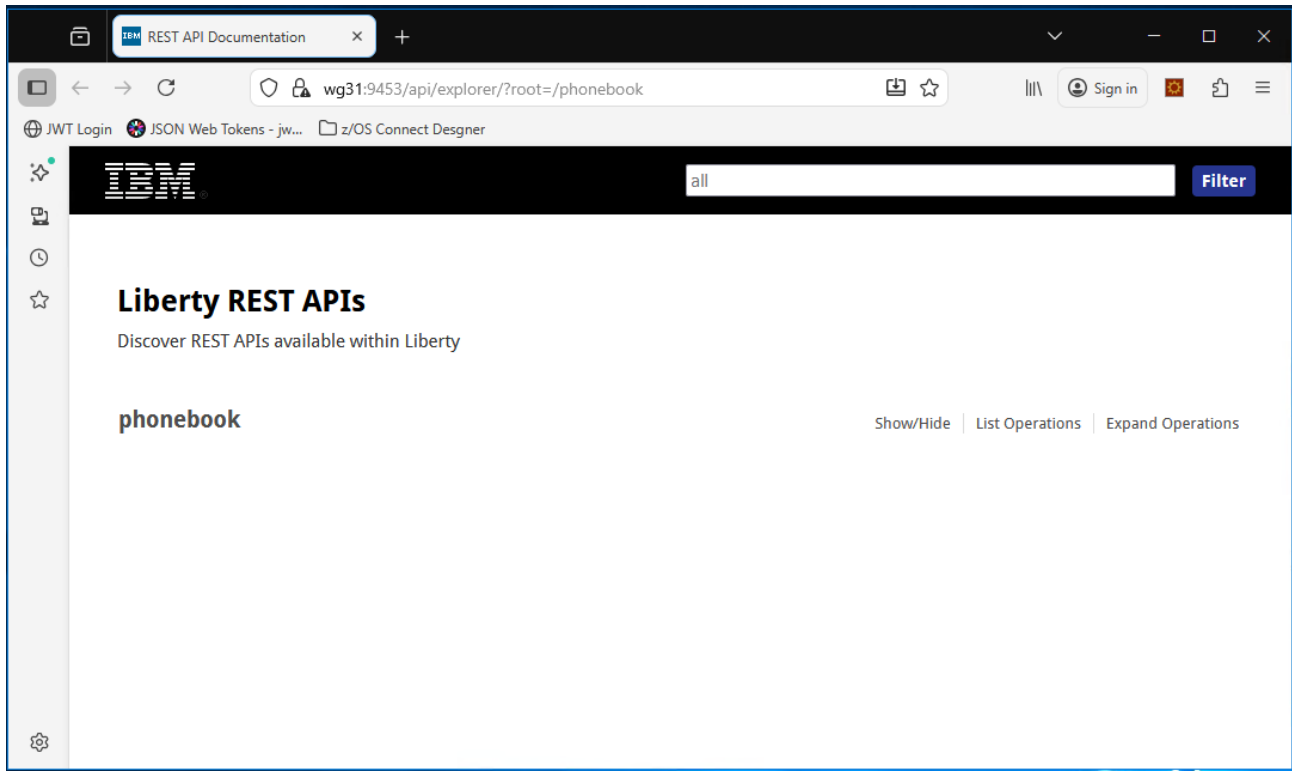 IBM REST API Documentation
wg31:9453/api/explorer/?root=/phonebook Sign in
JWT Login JSON Web Tokens - jw... z/OS Connect Desgner
IBM all Filter
Liberty REST APIs
Discover REST APIs available within Liberty
phonebook Show/Hide List Operations Expand Operations